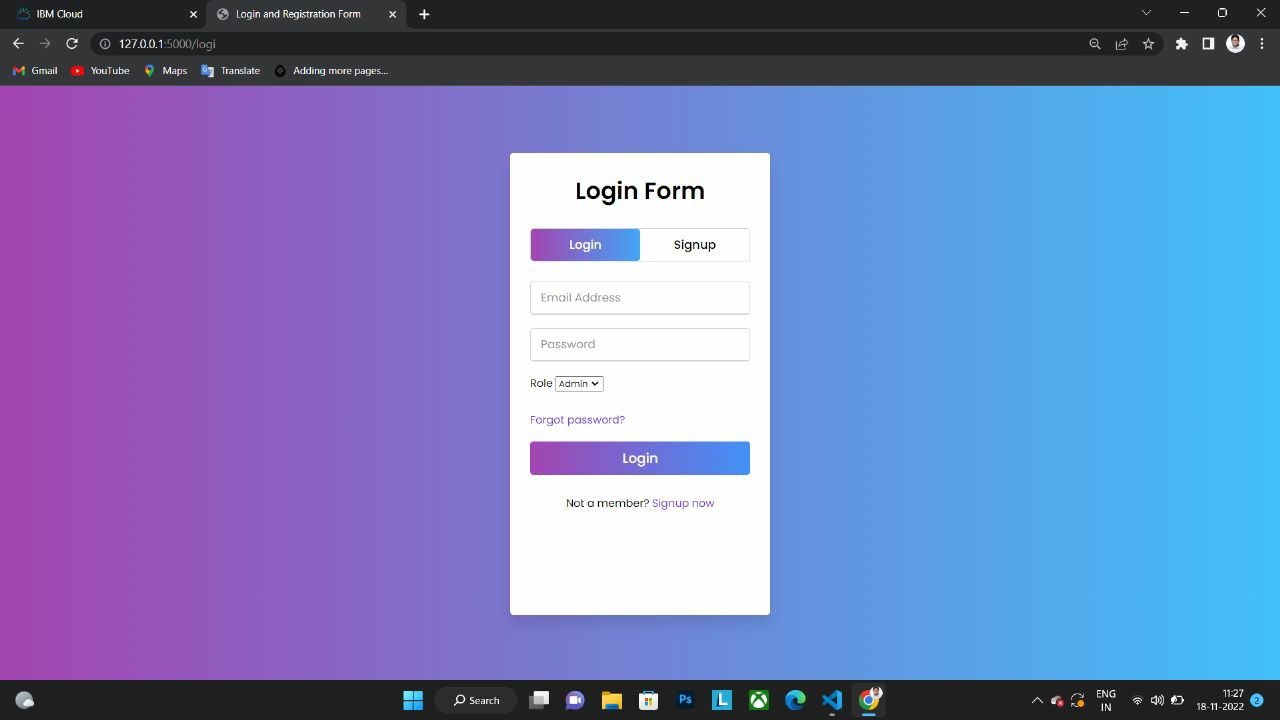 IBM Cloud
Login and Registration Form
127.0.0.1:5000/logi
Gmail
YouTube
Maps
Translate
Adding more pages...
Login Form
Login
Signup
Email Address
Password
Role Admin
Forgot password?
Login
Not a member? Signup now
Search
Ps
L
ENG
IN
11:27
18-11-2022
2